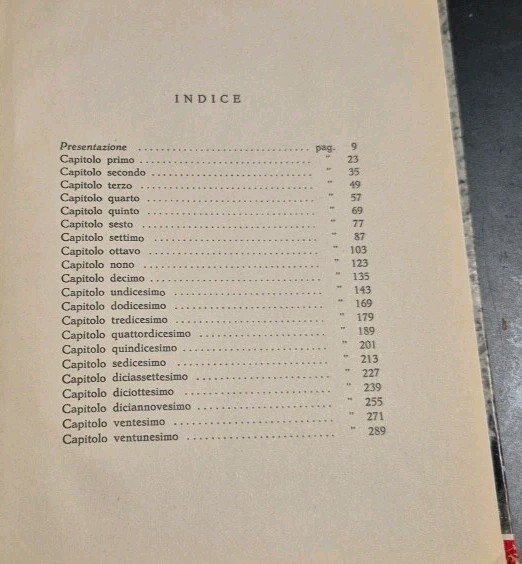 INDICE
Presentazione .............................. pag. 9
Capitolo primo .............................. " 23
Capitolo secondo .............................. " 35
Capitolo terzo .............................. " 49
Capitolo quarto .............................. " 57
Capitolo quinto .............................. " 69
Capitolo sesto .............................. " 77
Capitolo settimo .............................. " 87
Capitolo ottavo .............................. " 103
Capitolo nono .............................. " 123
Capitolo decimo .............................. " 135
Capitolo undicesimo .............................. " 143
Capitolo dodicesimo .............................. " 169
Capitolo tredicesimo .............................. " 179
Capitolo quattordicesimo .............................. " 189
Capitolo quindicesimo .............................. " 201
Capitolo sedicesimo .............................. " 213
Capitolo diciassettesimo .............................. " 227
Capitolo diciottesimo .............................. " 239
Capitolo diciannovesimo .............................. " 255
Capitolo ventesimo .............................. " 271
Capitolo ventunesimo .............................. " 289